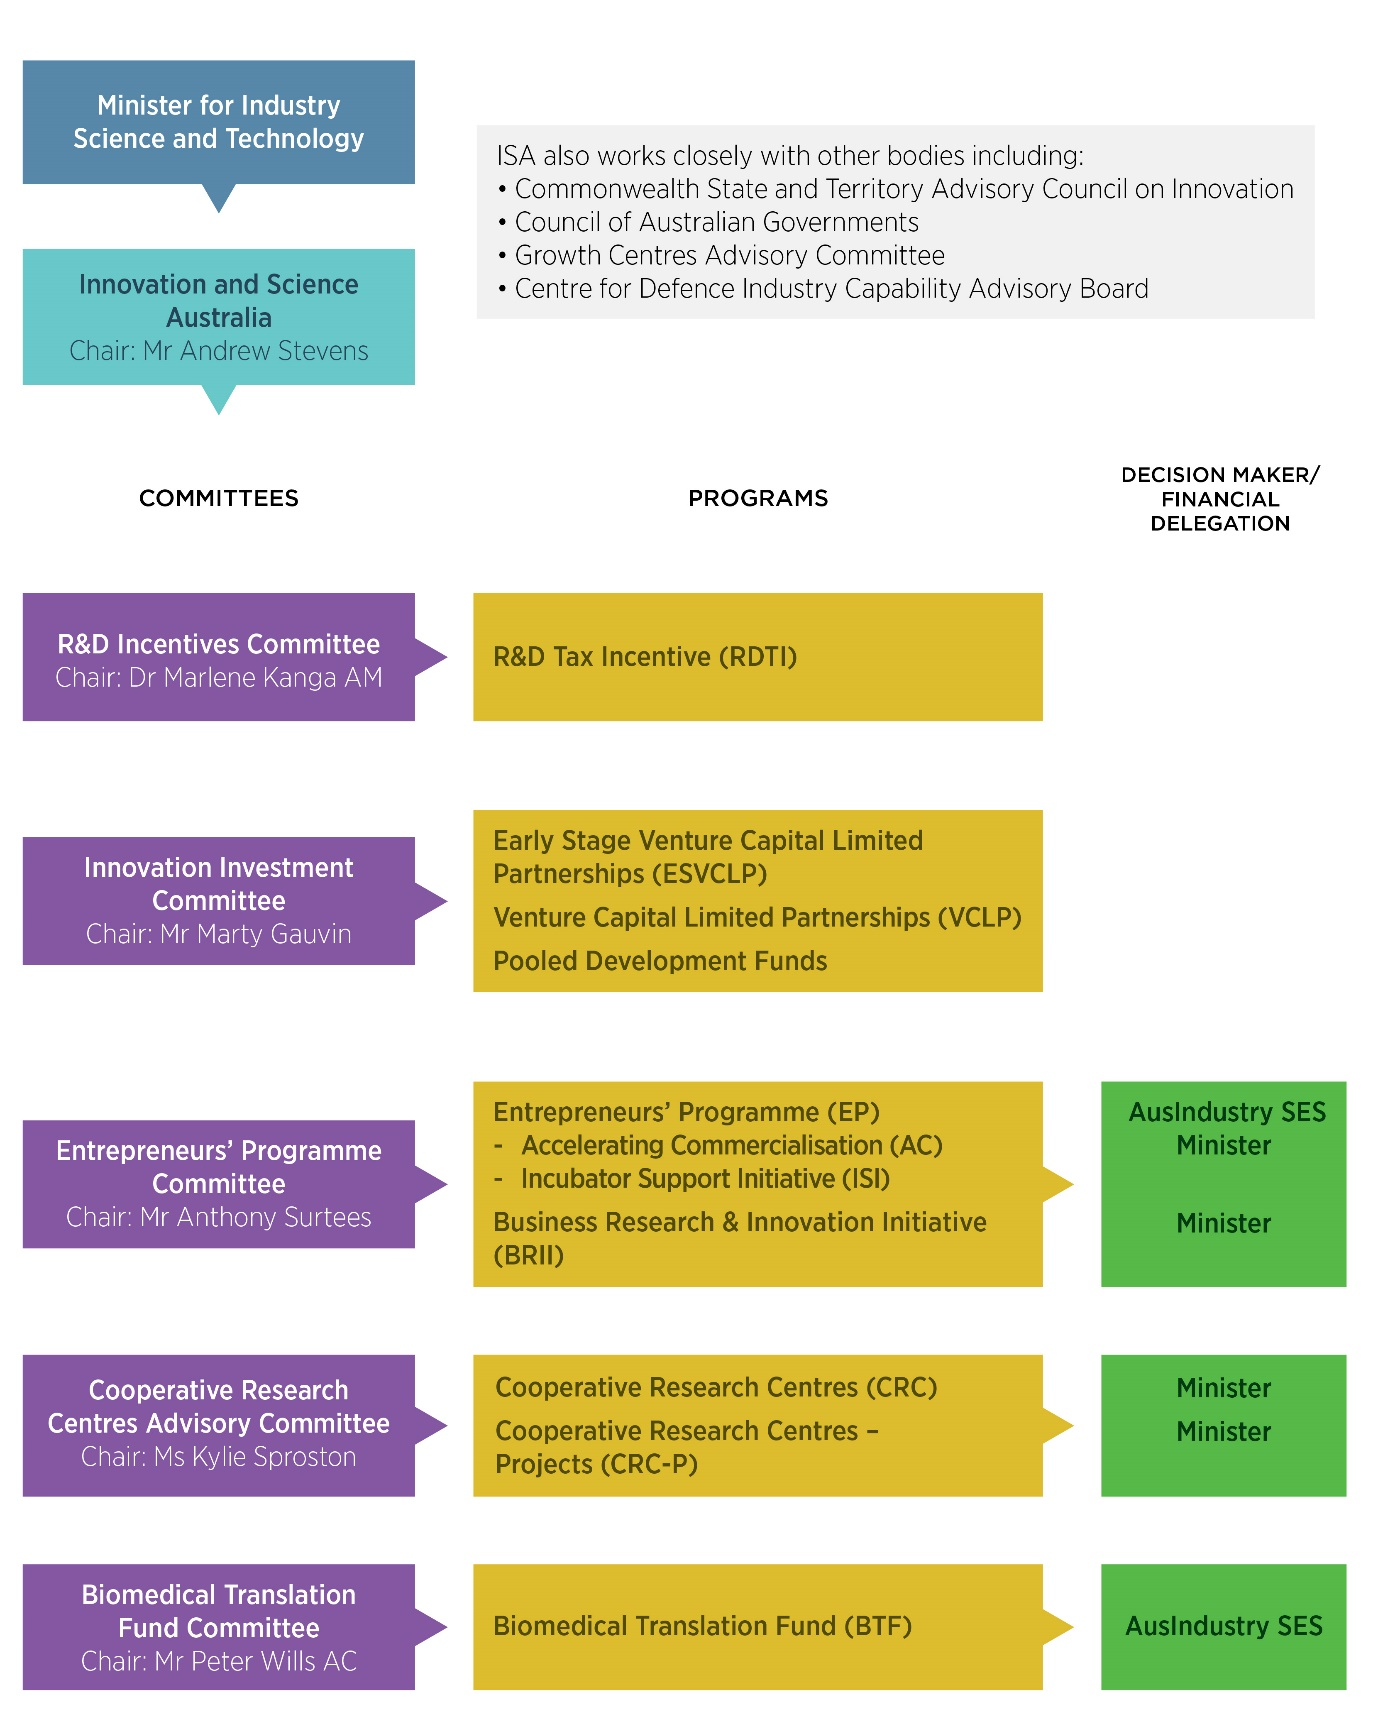 Minister for Industry
Science and Technology
ISA also works closely with other bodies including:
• Commonwealth State and Territory Advisory Council on Innovation
• Council of Australian Governments
• Growth Centres Advisory Committee
• Centre for Defence Industry Capability Advisory Board
Innovation and Science
Australia
Chair: Mr Andrew Stevens
COMMITTEES
PROGRAMS
DECISION MAKER/
FINANCIAL
DELEGATION
R&D Incentives Committee
Chair: Dr Marlene Kanga AM
R&D Tax Incentive (RDTI)
Innovation Investment
Committee
Chair: Mr Marty Gauvin
Early Stage Venture Capital Limited
Partnerships (ESVCLP)
Venture Capital Limited Partnerships (VCLP)
Pooled Development Funds
Entrepreneurs’ Programme
Committee
Chair: Mr Anthony Surtees
Entrepreneurs’ Programme (EP)
- Accelerating Commercialisation (AC)
- Incubator Support Initiative (ISI)
Business Research & Innovation Initiative
(BRII)
AusIndustry SES
Minister
Minister
Cooperative Research
Centres Advisory Committee
Chair: Ms Kylie Sproston
Cooperative Research Centres (CRC)
Cooperative Research Centres –
Projects (CRC-P)
Minister
Minister
Biomedical Translation
Fund Committee
Chair: Mr Peter Wills AC
Biomedical Translation Fund (BTF)
AusIndustry SES